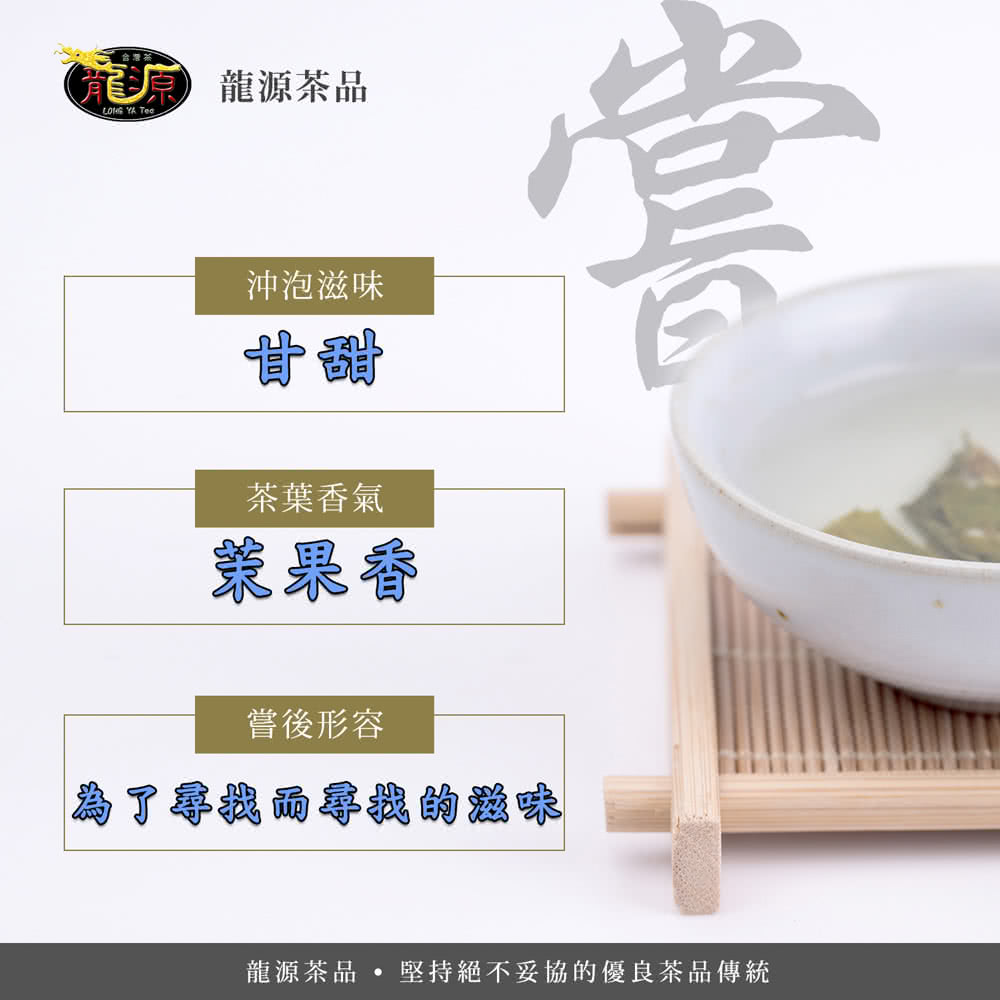 台灣茶
龍源
LONG YA Tea
龍源茶品
嘗
沖泡滋味
甘甜
茶葉香氣
茉果香
嘗後形容
為了尋找而尋找的滋味
龍源茶品 • 堅持絕不妥協的優良茶品傳統